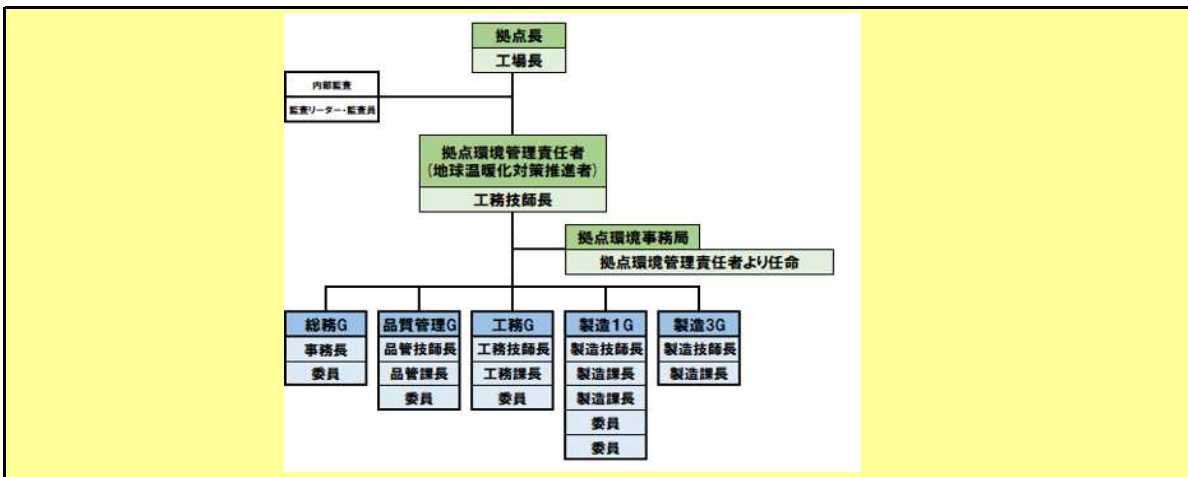 拠点長
工場長
内部監査
監査リーダー・監査員
拠点環境管理責任者
(地球温暖化対策推進者)
工務技師長
拠点環境事務局
拠点環境管理責任者より任命
総務G
事務長
委員
品質管理G
品管技師長
品管課長
委員
工務G
工務技師長
工務課長
委員
製造1G
製造技師長
製造課長
製造課長
委員
委員
製造3G
製造技師長
製造課長